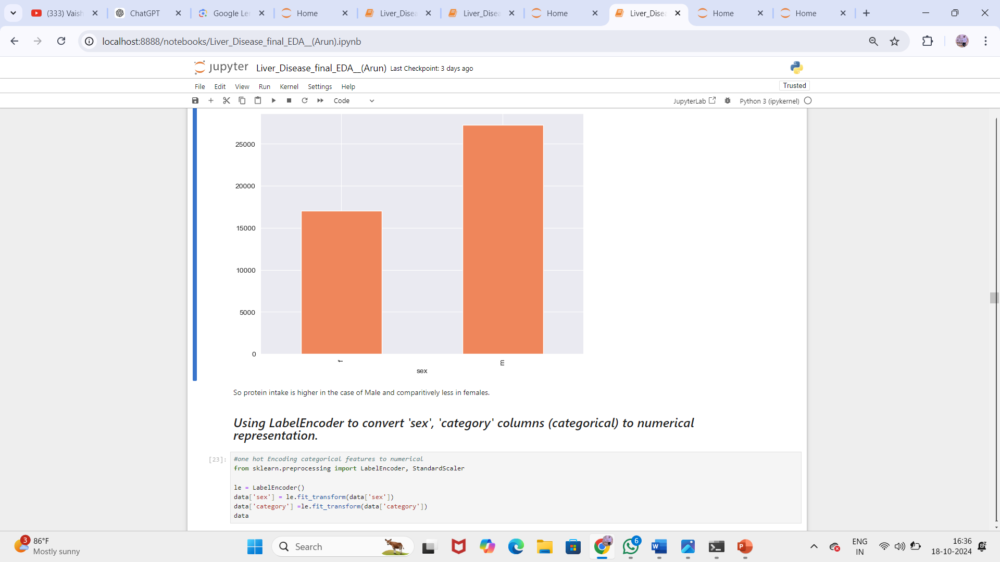 (333) Vaish
ChatGPT
Google Le
Home
Liver_Dise
Liver_Dise
Home
Liver_Dise
Home
Home
localhost:8888/notebooks/Liver_Disease_final_EDA__(Arun).ipynb
jupyter Liver_Disease_final_EDA__(Arun) Last Checkpoint: 3 days ago
File Edit View Run Kernel Settings Help
Trusted
Code
JupyterLab
Python 3 (ipykernel)
25000
20000
15000
10000
5000
0
f
m
sex
So protein intake is higher in the case of Male and comparitively less in females.
Using LabelEncoder to convert 'sex', 'category' columns (categorical) to numerical
representation.
[23]:
#one hot Encoding categorical features to numerical
from sklearn.preprocessing import LabelEncoder, StandardScaler
le = LabelEncoder()
data['sex'] = le.fit_transform(data['sex'])
data['category'] =le.fit_transform(data['category'])
data
3
86°F
Mostly sunny
Search
6
ENG
IN
16:36
18-10-2024